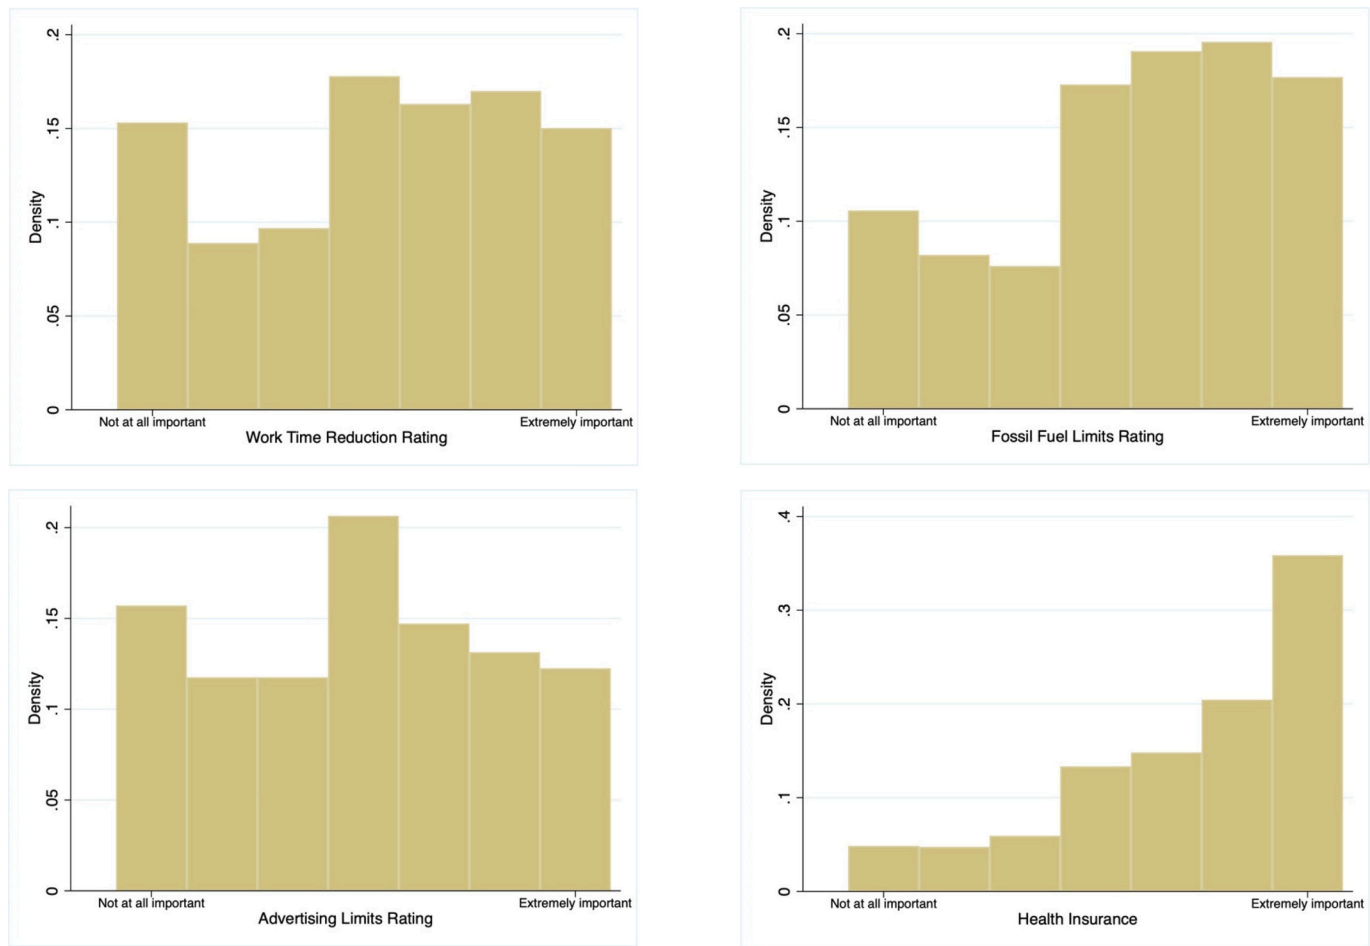 .2
.15
.1
.05
0
Density
Not at all important
Extremely important
Work Time Reduction Rating
.2
.15
.1
.05
0
Density
Not at all important
Extremely important
Fossil Fuel Limits Rating
.2
.15
.1
.05
0
Density
Not at all important
Extremely important
Advertising Limits Rating
.4
.3
.2
.1
0
Density
Not at all important
Extremely important
Health Insurance